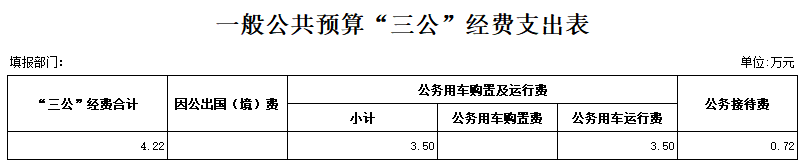 一般公共预算“三公”经费支出表
填报部门： 单位：万元
“三公”经费合计 因公出国（境）费 公务用车购置及运行费 公务接待费
小计 公务用车购置费 公务用车运行费
4.22 3.50 3.50 0.72